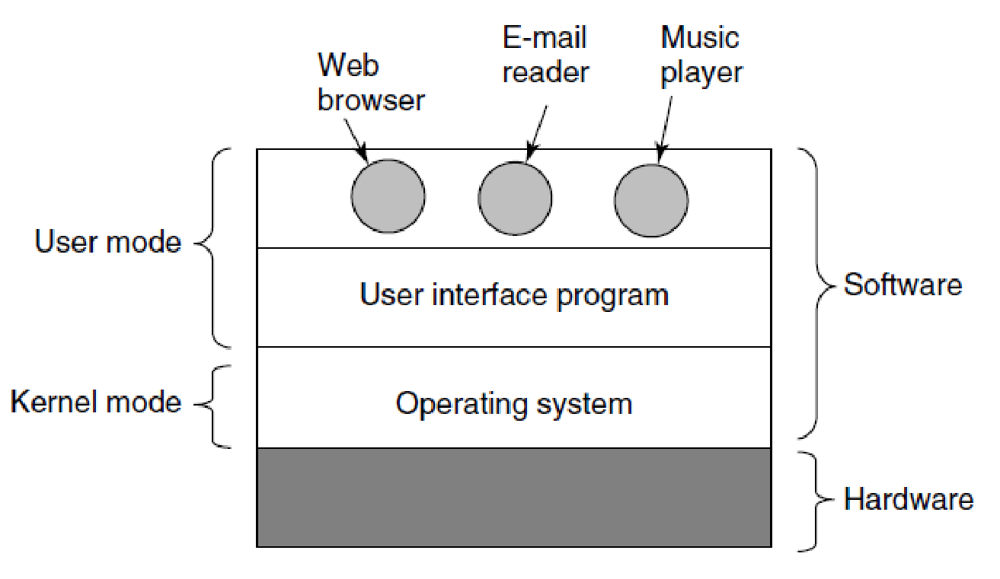 Web
browser
E-mail
reader
Music
player
User mode
User interface program
Software
Kernel mode
Operating system
Hardware